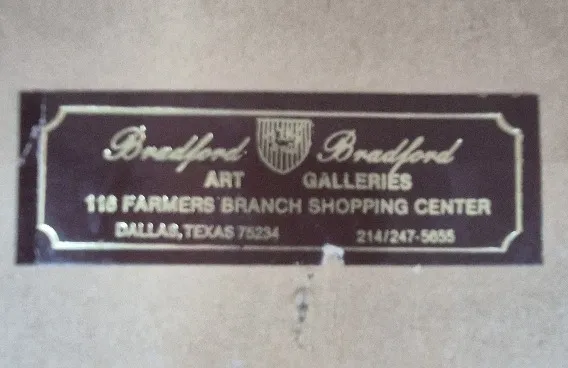 Bradford Bradford
ART GALLERIES
116 FARMERS BRANCH SHOPPING CENTER
DALLAS, TEXAS 75234 214/247-5655